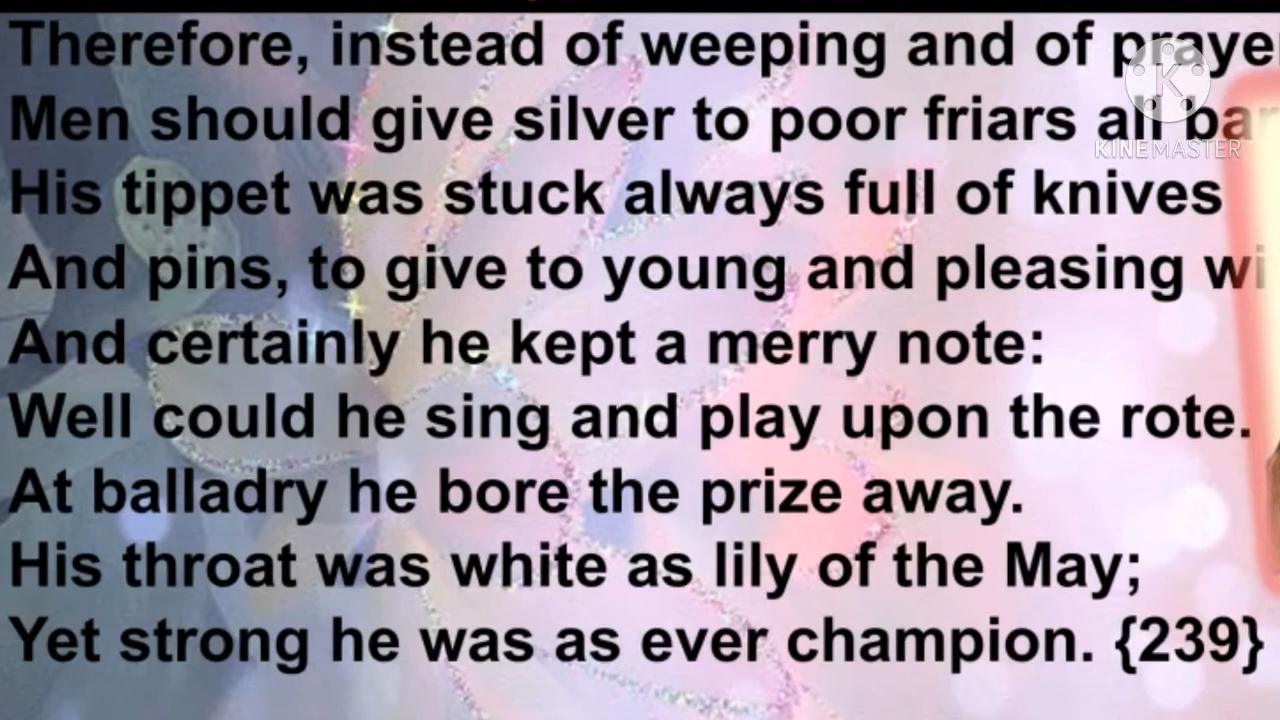 Therefore, instead of weeping and of
Men should give silver to poor friars all
His tippet was stuck always full of knives
And pins, to give to young and pleasing
And certainly he kept a merry note:
Well could he sing and play upon the rote.
At balladry he bore the prize away.
His throat was white as lily of the May;
Yet strong he was as ever champion. {239}
K
KINEMASTER